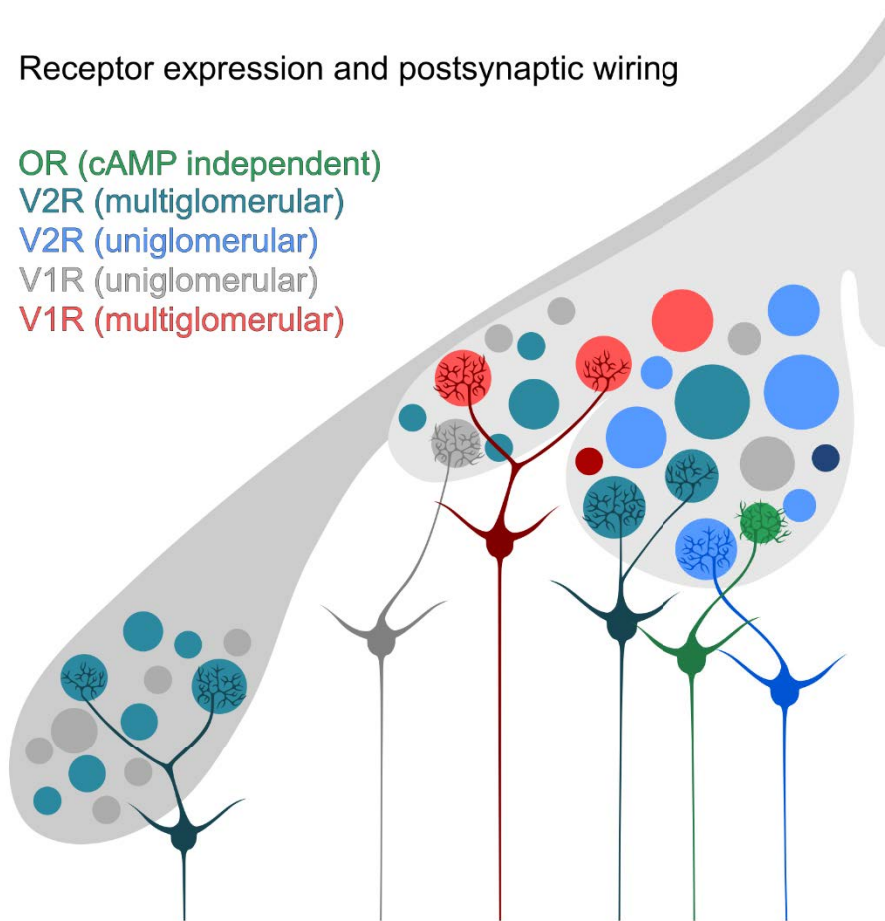 Receptor expression and postsynaptic wiring
OR (cAMP independent)
V2R (multiglomerular)
V2R (uniglomerular)
V1R (uniglomerular)
V1R (multiglomerular)